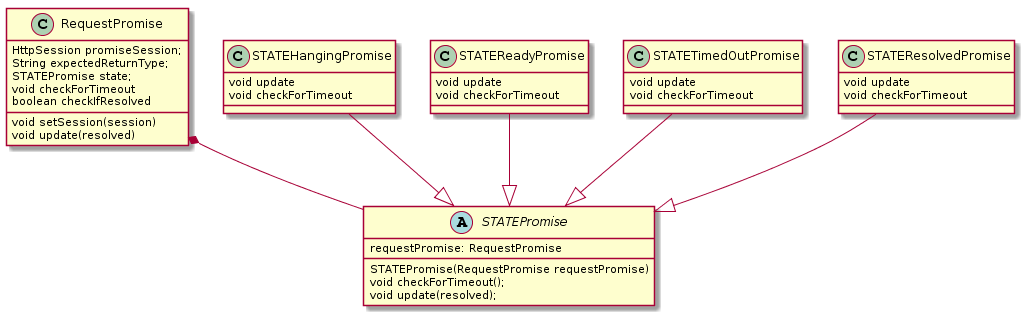 C RequestPromise
HttpSession promiseSession;
String expectedReturnType;
STATEPromise state;
void checkForTimeout
boolean checkIfResolved
void setSession(session)
void update(resolved)
C STATEHangingPromise
void update
void checkForTimeout
C STATEReadyPromise
void update
void checkForTimeout
C STATETimedOutPromise
void update
void checkForTimeout
C STATEResolvedPromise
void update
void checkForTimeout
A STATEPromise
requestPromise: RequestPromise
STATEPromise(RequestPromise requestPromise)
void checkForTimeout();
void update(resolved);